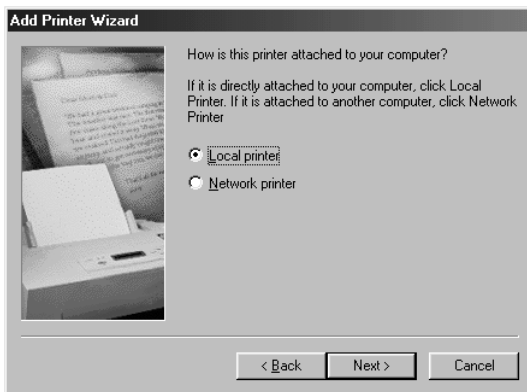 Add Printer Wizard
How is this printer attached to your computer?
If it is directly attached to your computer, click Local
Printer. If it is attached to another computer, click Network
Printer
Local printer
Network printer
< Back
Next >
Cancel